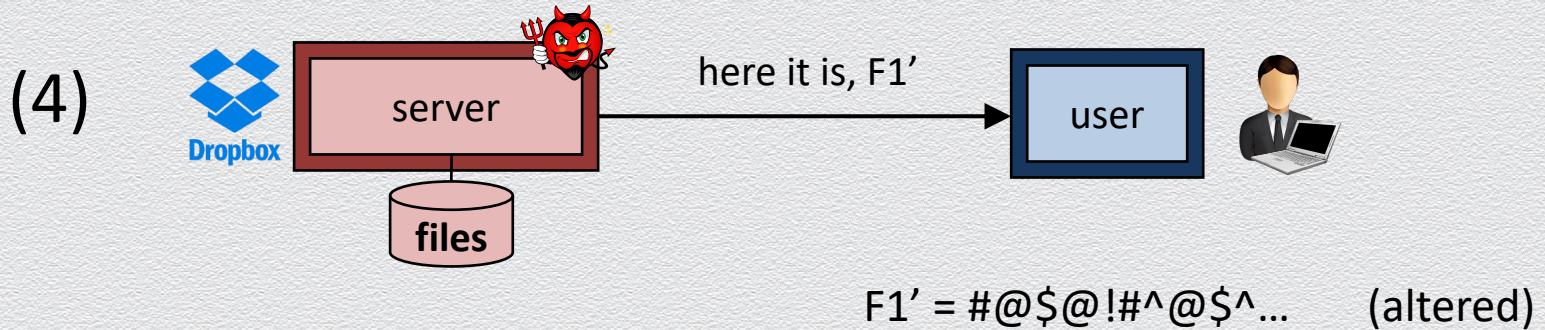 (4)
Dropbox
server
files
here it is, F1’
user
F1’ = #@$@!#^@$^… (altered)